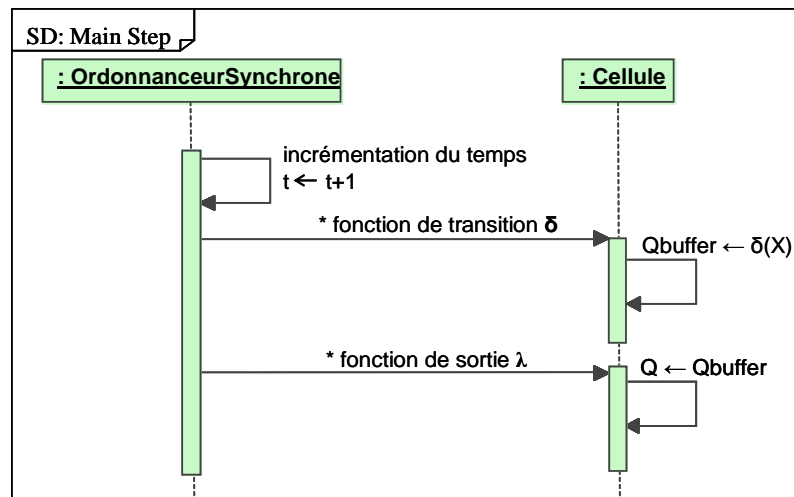 SD: Main Step
: OrdonnanceurSynchrone
: Cellule
incrémentation du temps
t ← t+1
* fonction de transition δ
Qbuffer ← δ(X)
* fonction de sortie λ
Q ← Qbuffer